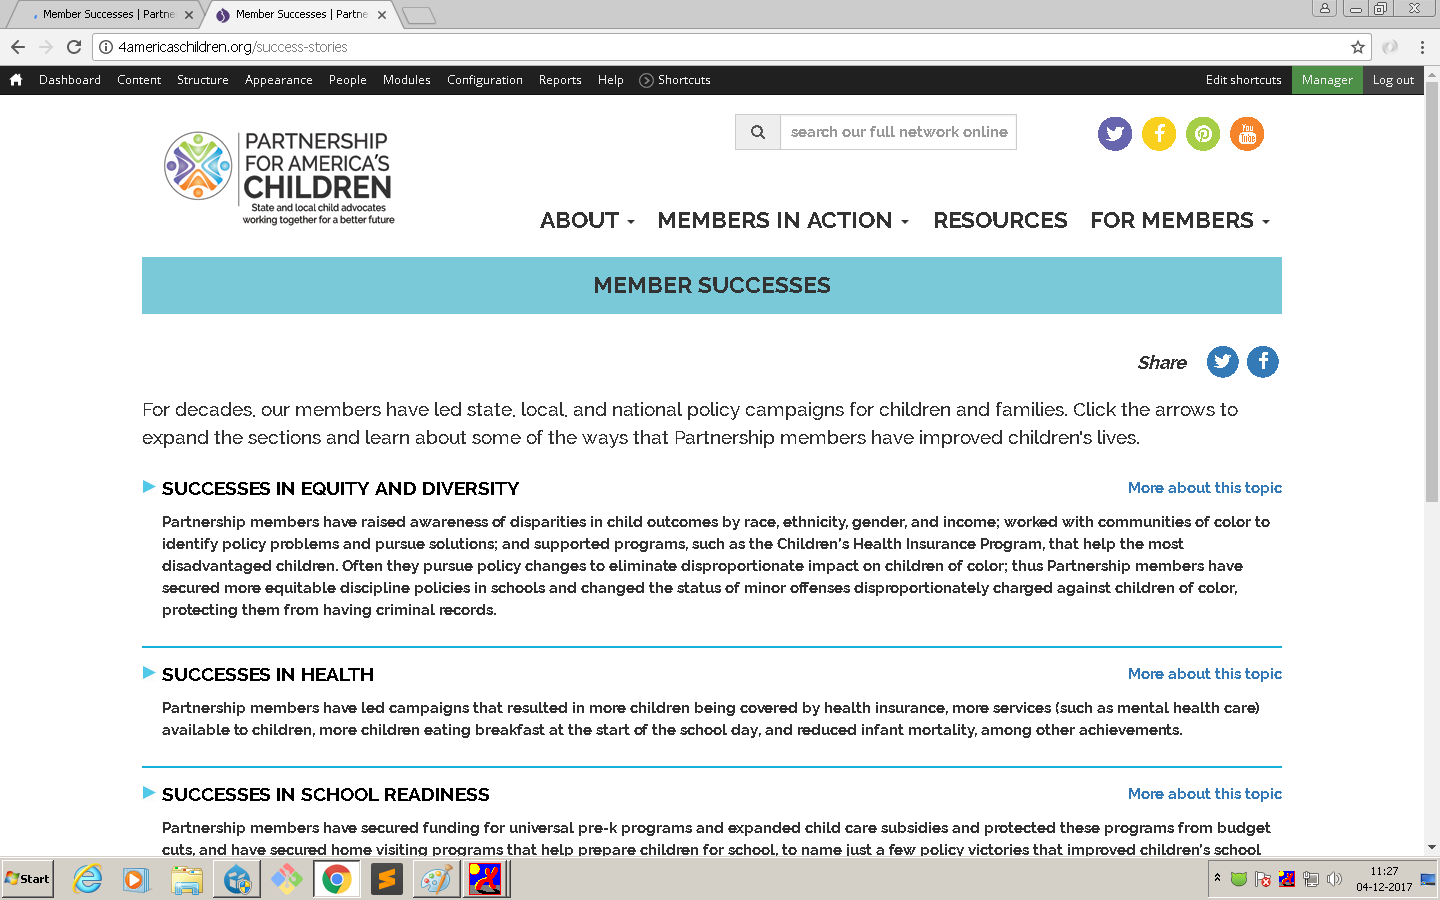 Member Successes | Partne
Member Successes | Partne
4americaschildren.org/success-stories
Dashboard Content Structure Appearance People Modules Configuration Reports Help Shortcuts Edit shortcuts Manager Log out
PARTNERSHIP
FOR AMERICA'S
CHILDREN
State and local child advocates
working together for a better future
search our full network online
You
Tube
ABOUT MEMBERS IN ACTION RESOURCES FOR MEMBERS
MEMBER SUCCESSES
Share
For decades, our members have led state, local, and national policy campaigns for children and families. Click the arrows to
expand the sections and learn about some of the ways that Partnership members have improved children's lives.
SUCCESSES IN EQUITY AND DIVERSITY More about this topic
Partnership members have raised awareness of disparities in child outcomes by race, ethnicity, gender, and income; worked with communities of color to
identify policy problems and pursue solutions; and supported programs, such as the Children's Health Insurance Program, that help the most
disadvantaged children. Often they pursue policy changes to eliminate disproportionate impact on children of color; thus Partnership members have
secured more equitable discipline policies in schools and changed the status of minor offenses disproportionately charged against children of color,
protecting them from having criminal records.
SUCCESSES IN HEALTH More about this topic
Partnership members have led campaigns that resulted in more children being covered by health insurance, more services (such as mental health care)
available to children, more children eating breakfast at the start of the school day, and reduced infant mortality, among other achievements.
SUCCESSES IN SCHOOL READINESS More about this topic
Partnership members have secured funding for universal pre-k programs and expanded child care subsidies and protected these programs from budget
cuts, and have secured home visiting programs that help prepare children for school, to name just a few policy victories that improved children's school
Start
11:27
04-12-2017